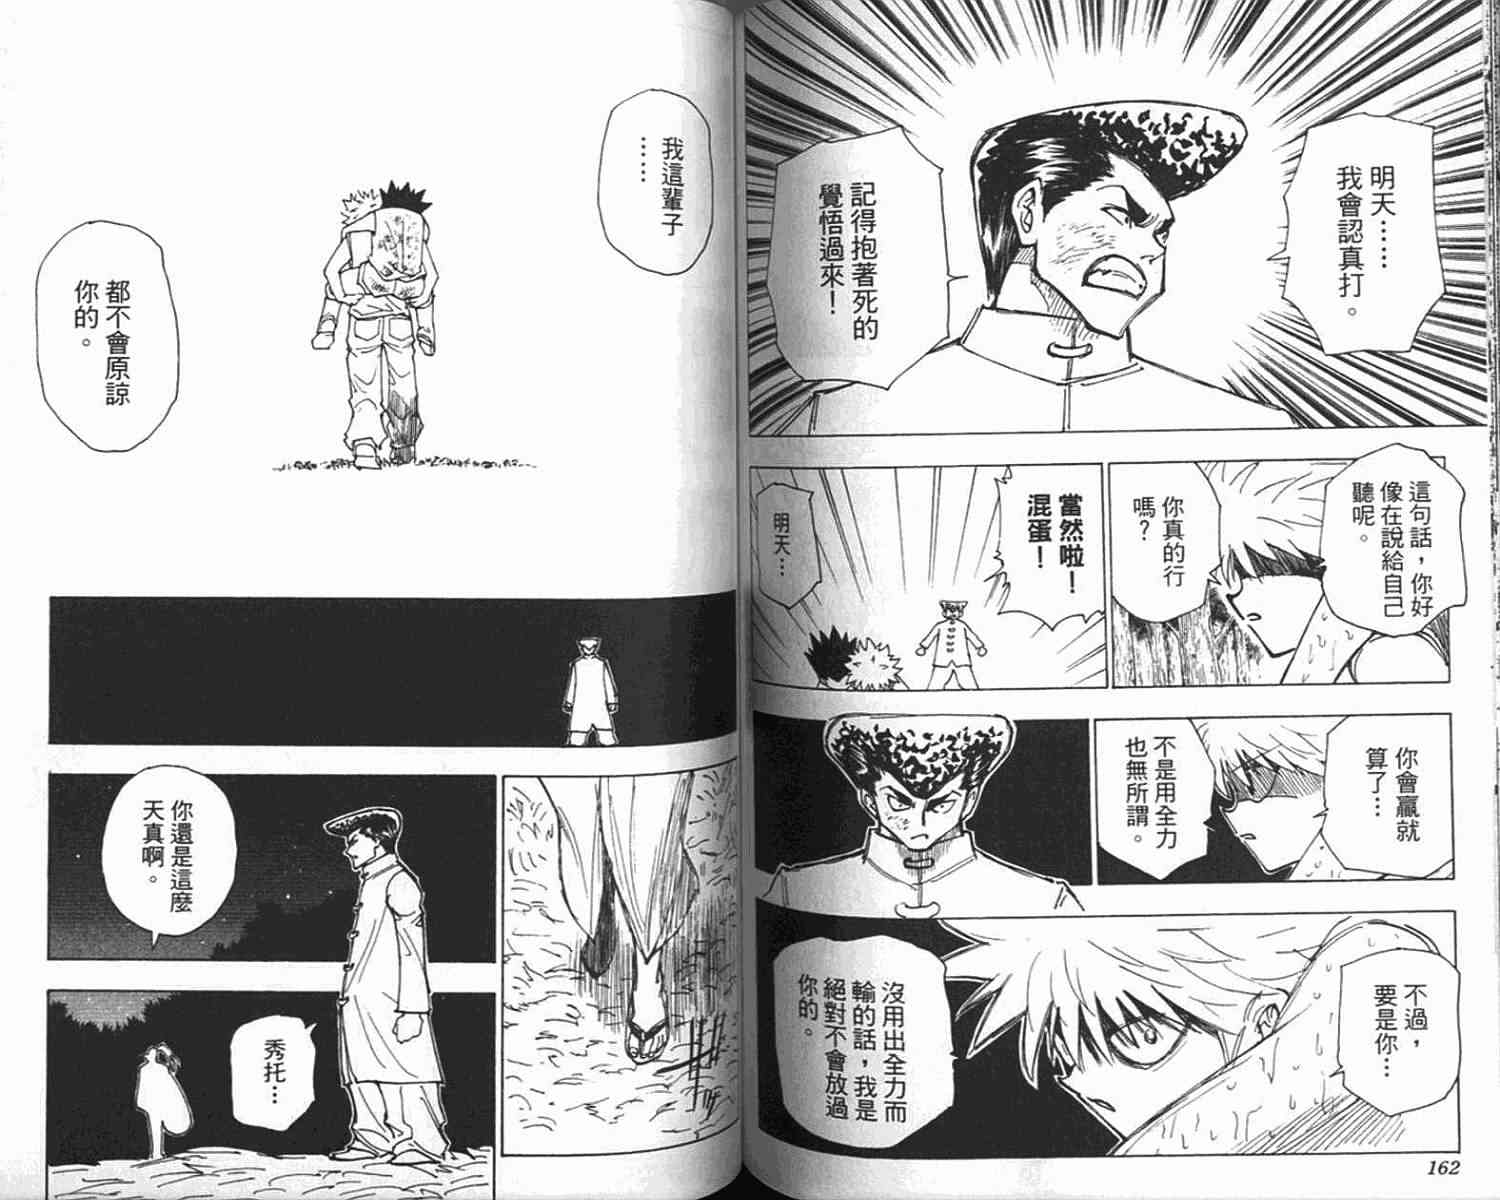 明天……
我會認真打。
記得抱著死的
覺悟過來！
這句話，你好
像在說給自己
聽呢。
你真的行
嗎？
當然啦！
混蛋！
明天…
你會贏就
算了…
不是用全力
也無所謂。
不過，
要是你…
沒用出全力而
輸的話，我是
絕對不會放過
你的。
162
我這輩子
……
都不會原諒
你的。
你還是這麼
天真啊。
秀托…